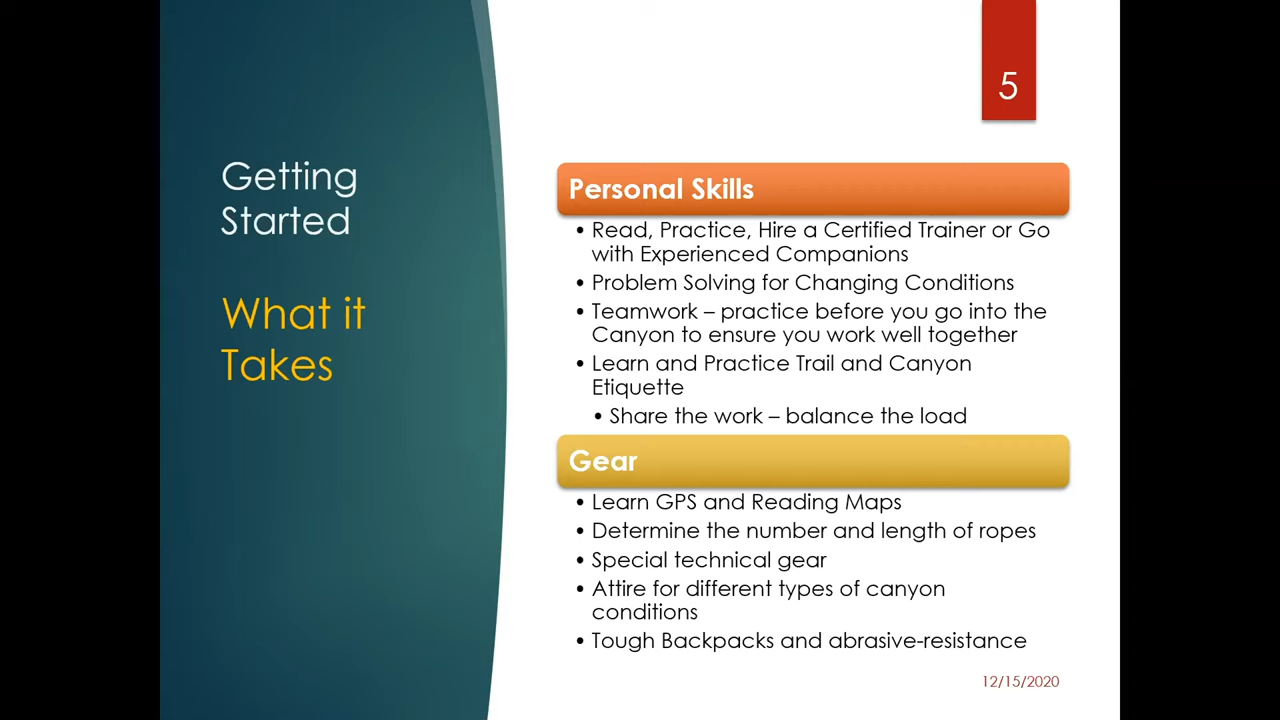 5
Getting
Started
What it
Takes
Personal Skills
• Read, Practice, Hire a Certified Trainer or Go
with Experienced Companions
• Problem Solving for Changing Conditions
• Teamwork – practice before you go into the
Canyon to ensure you work well together
• Learn and Practice Trail and Canyon
Etiquette
• Share the work – balance the load
Gear
• Learn GPS and Reading Maps
• Determine the number and length of ropes
• Special technical gear
• Attire for different types of canyon
conditions
• Tough Backpacks and abrasive-resistance
12/15/2020